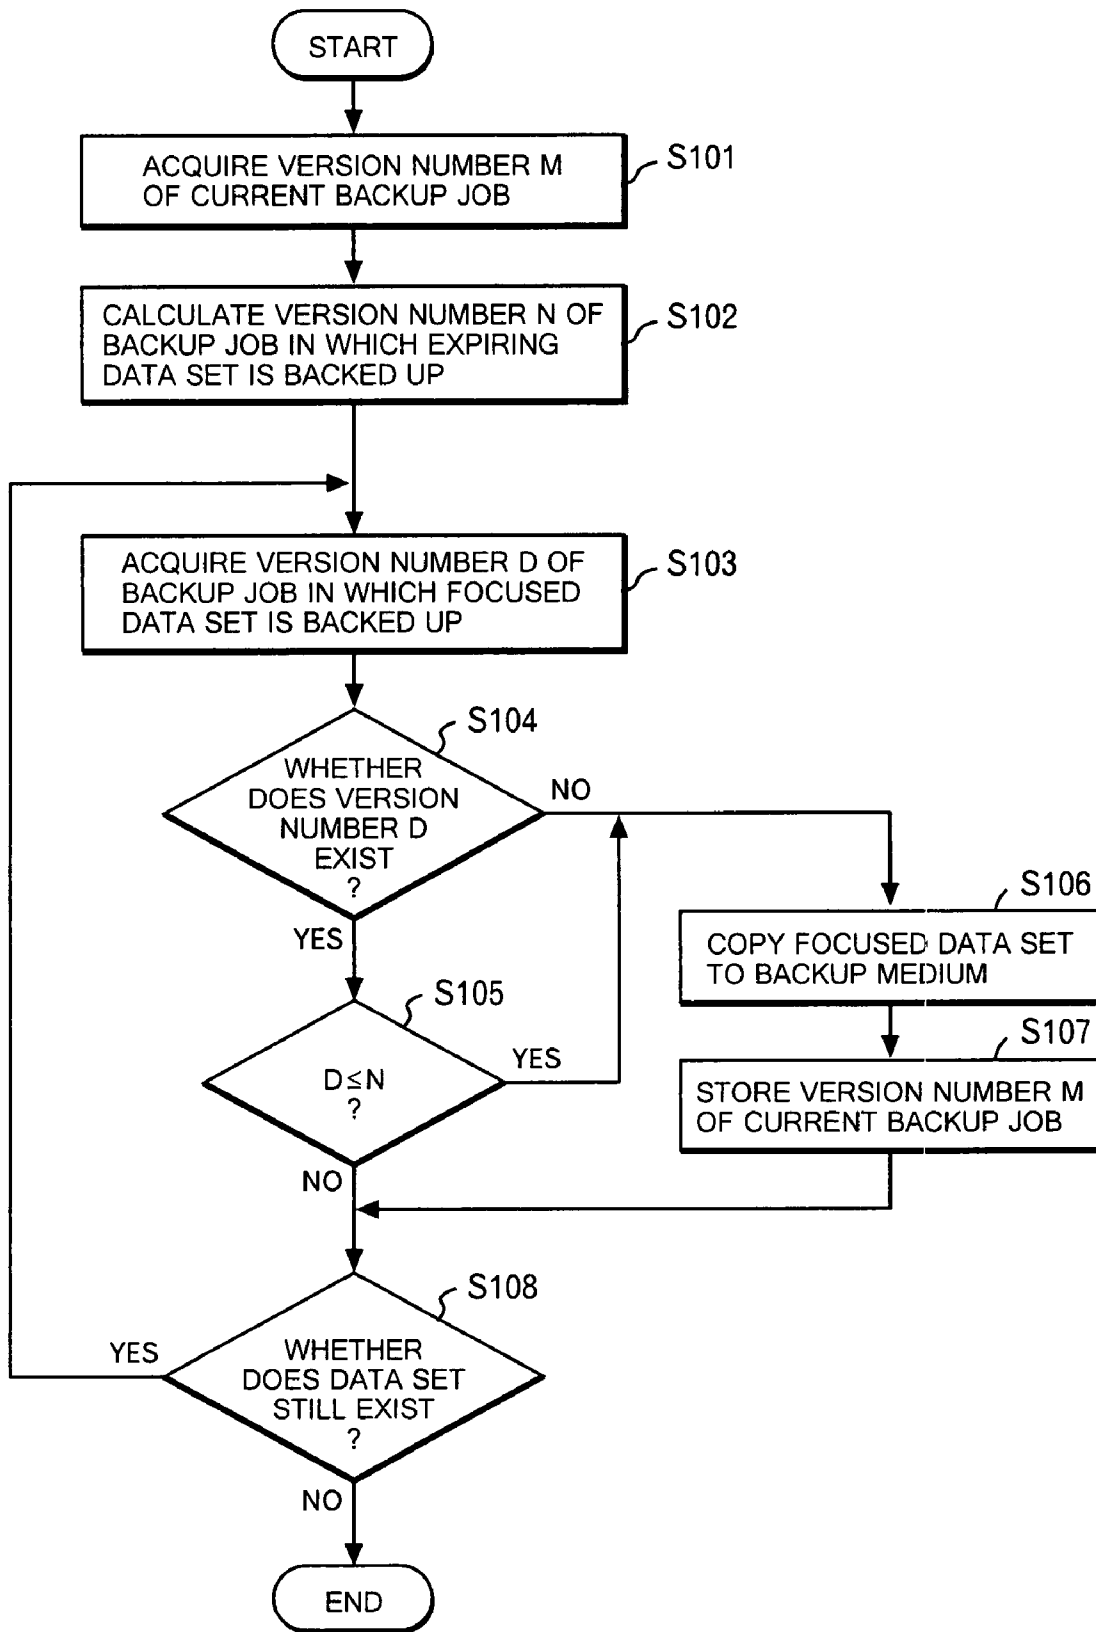 START
ACQUIRE VERSION NUMBER M
OF CURRENT BACKUP JOB
S101
CALCULATE VERSION NUMBER N OF
BACKUP JOB IN WHICH EXPIRING
DATA SET IS BACKED UP
S102
ACQUIRE VERSION NUMBER D OF
BACKUP JOB IN WHICH FOCUSED
DATA SET IS BACKED UP
S103
S104
WHETHER
DOES VERSION
NUMBER D
EXIST
?
NO
YES
S106
COPY FOCUSED DATA SET
TO BACKUP MEDIUM
S105
D≦N
?
YES
NO
S107
STORE VERSION NUMBER M
OF CURRENT BACKUP JOB
S108
WHETHER
DOES DATA SET
STILL EXIST
?
YES
NO
END